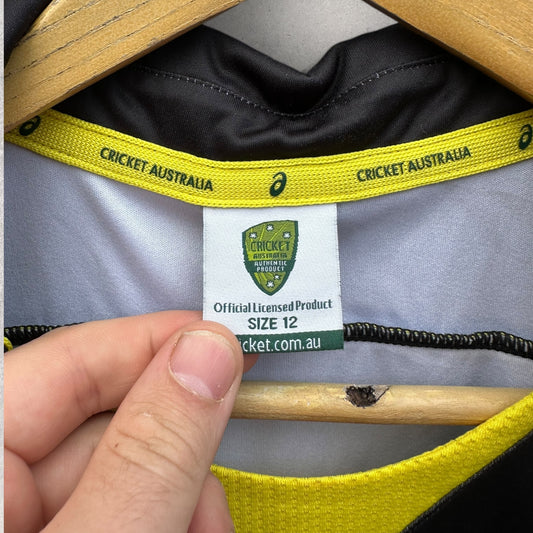 CRICKET AUSTRALIA
CRICKET AUSTRALIA
CRICKET
AUSTRALIA
AUTHENTIC
PRODUCT
Official Licensed Product
SIZE 12
icket.com.au